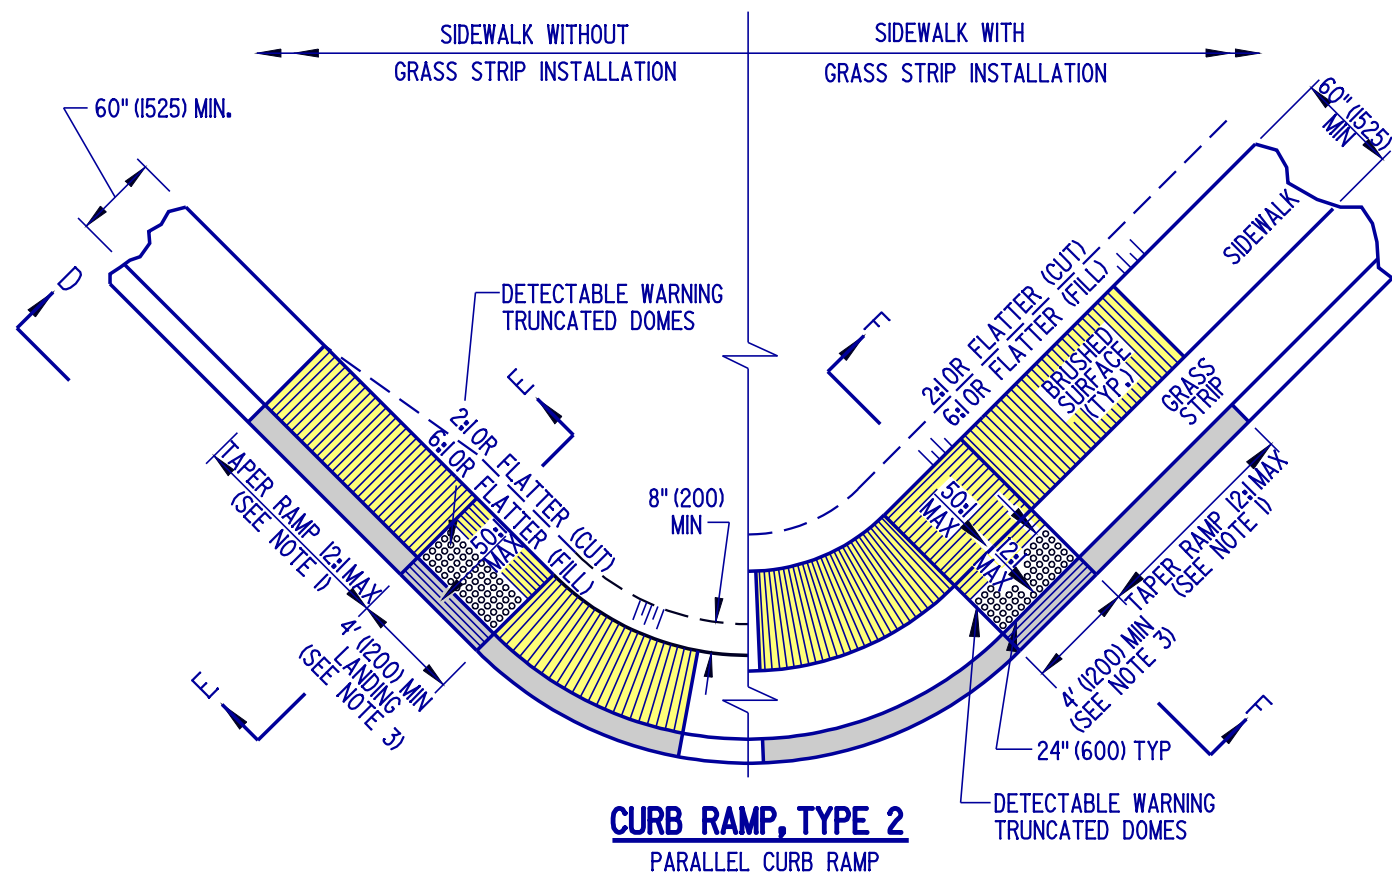 SIDEWALK WITHOUT
GRASS STRIP INSTALLATION
SIDEWALK WITH
GRASS STRIP INSTALLATION
60" (1525) MIN.
60" (1525)
MIN
D
DETECTABLE WARNING
TRUNCATED DOMES
E
F
2:1 OR FLATTER (CUT)
6:1 OR FLATTER (FILL)
2:1 OR FLATTER (CUT)
6:1 OR FLATTER (FILL)
SIDEWALK
BRUSHED
SURFACE
(TYP.)
GRASS
STRIP
TAPER RAMP 12:1 MAX
(SEE NOTE 1)
50:1
MAX
8" (200)
MIN
50:1
MAX
12:1
MAX
TAPER RAMP 12:1 MAX
(SEE NOTE 1)
4' (1200) MIN
LANDING
(SEE NOTE 3)
4' (1200) MIN
(SEE NOTE 3)
E
F
24" (600) TYP
DETECTABLE WARNING
TRUNCATED DOMES
CURB RAMP, TYPE 2
PARALLEL CURB RAMP